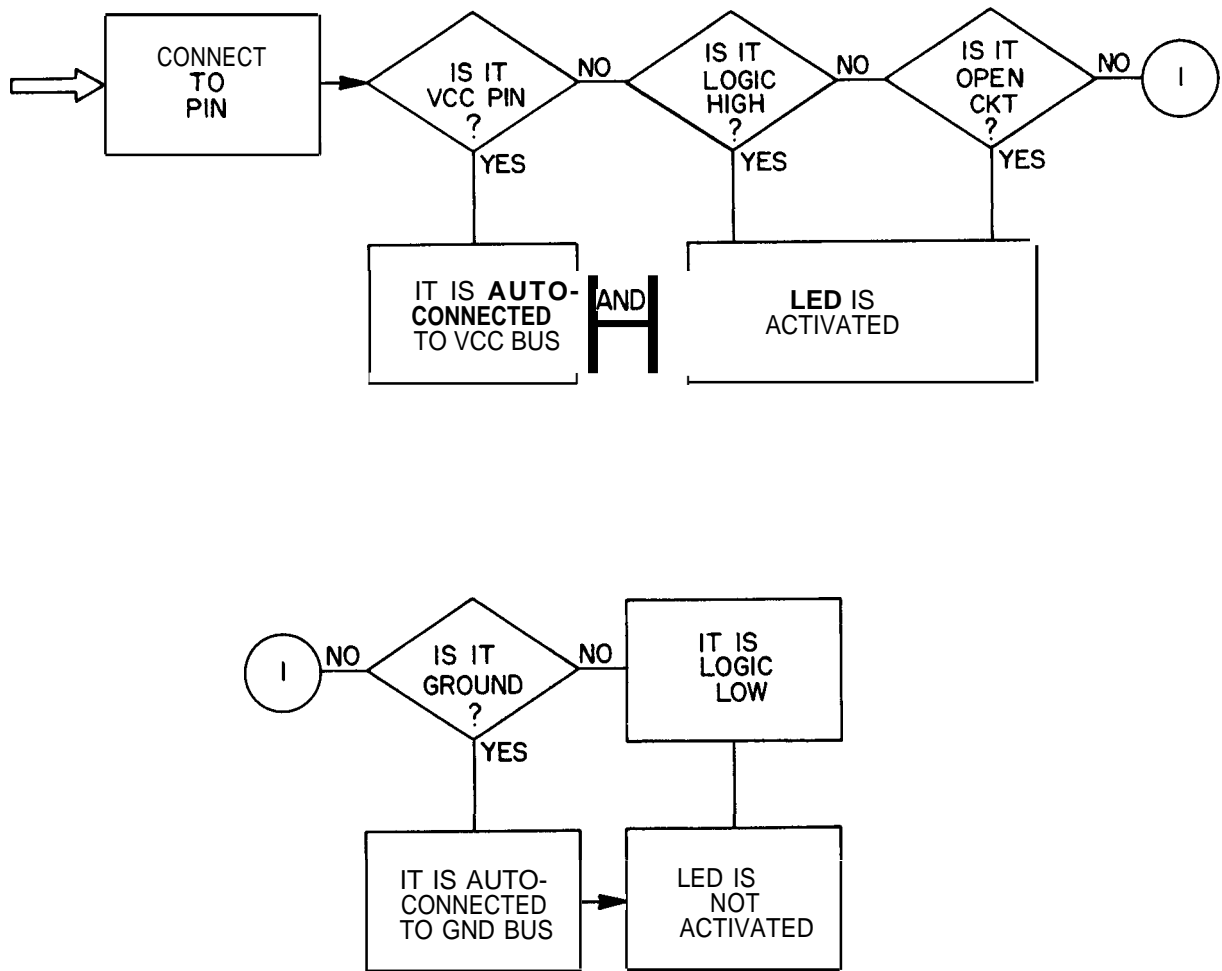 CONNECT
TO
PIN
IS IT
VCC PIN
?
YES
NO
IS IT
LOGIC
HIGH
?
YES
NO
IS IT
OPEN
CKT
?
YES
NO
I
IT IS AUTO-
CONNECTED
TO VCC BUS
AND
LED IS
ACTIVATED
I
NO
IS IT
GROUND
?
YES
NO
IT IS
LOGIC
LOW
IT IS AUTO-
CONNECTED
TO GND BUS
LED IS
NOT
ACTIVATED